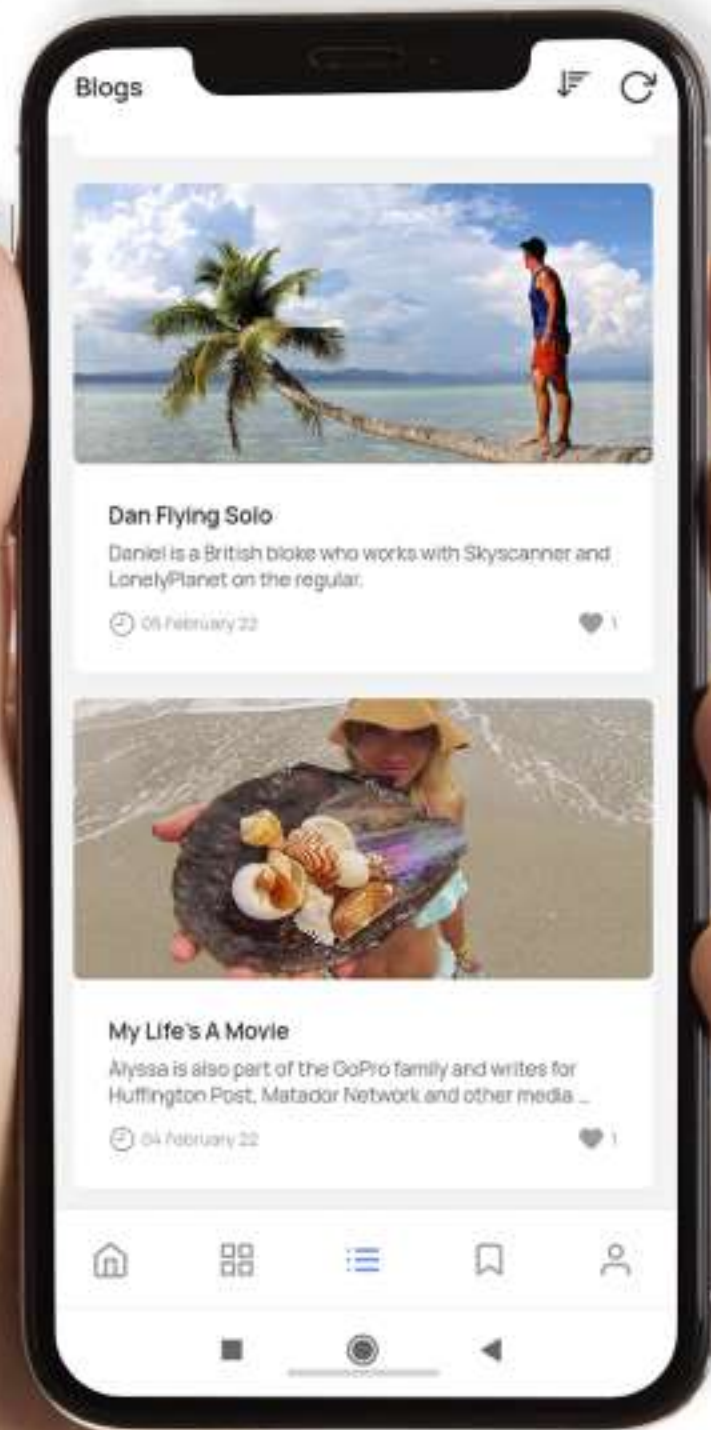 Blogs
Dan Flying Solo
Daniel is a British bloke who works with Skyscanner and
LonelyPlanet on the regular.
05 February 22
1
My Life's A Movie
Alyssa is also part of the GoPro family and writes for
Huffington Post, Matador Network and other media ...
04 February 22
1